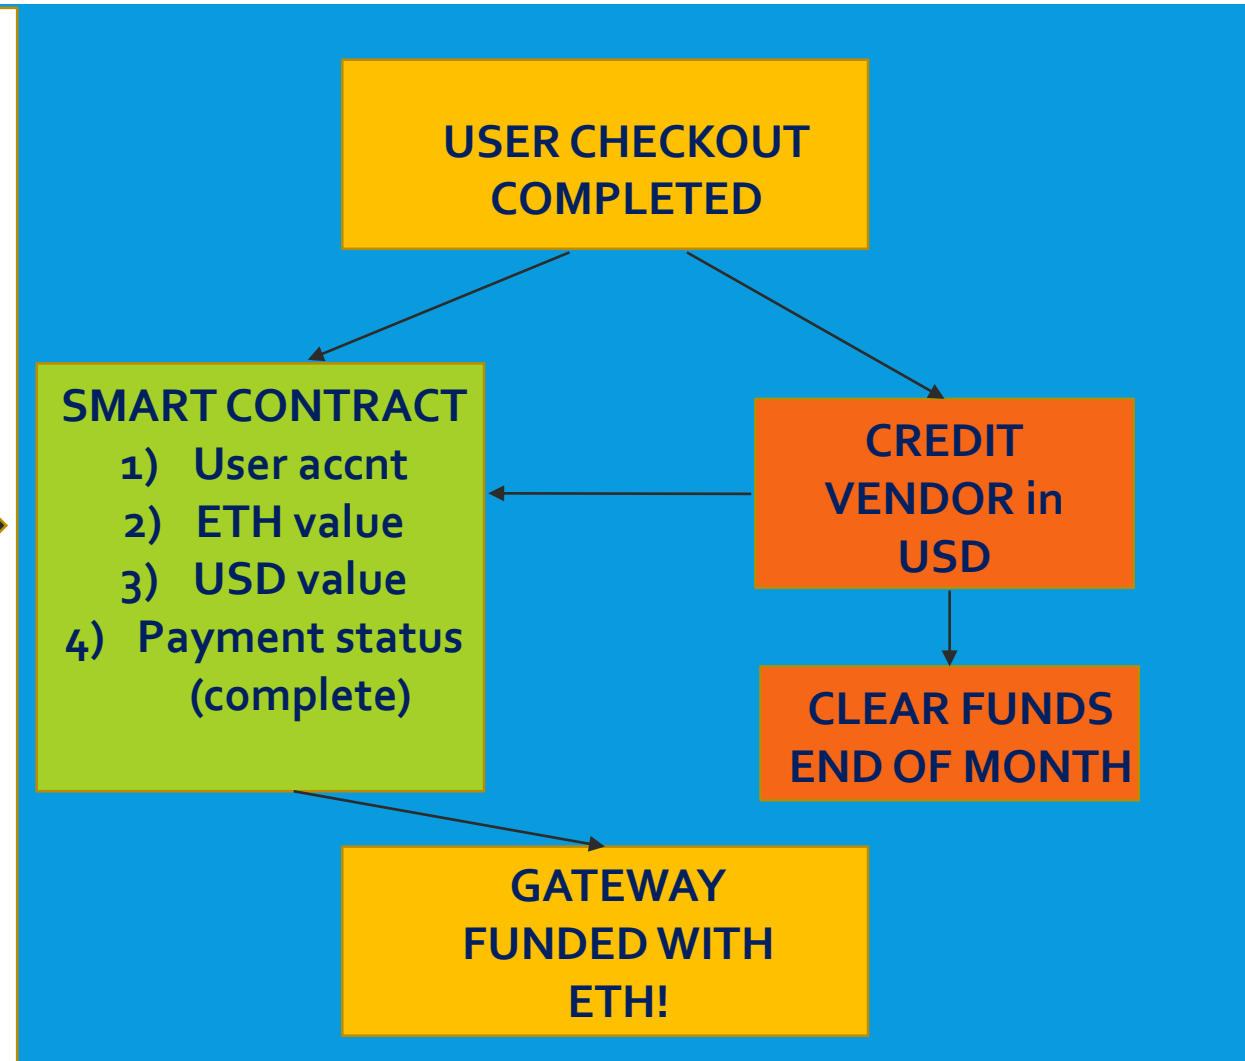 USER CHECKOUT
COMPLETED
SMART CONTRACT
1) User accnt
2) ETH value
3) USD value
4) Payment status
(complete)
CREDIT
VENDOR in
USD
CLEAR FUNDS
END OF MONTH
GATEWAY
FUNDED WITH
ETH!